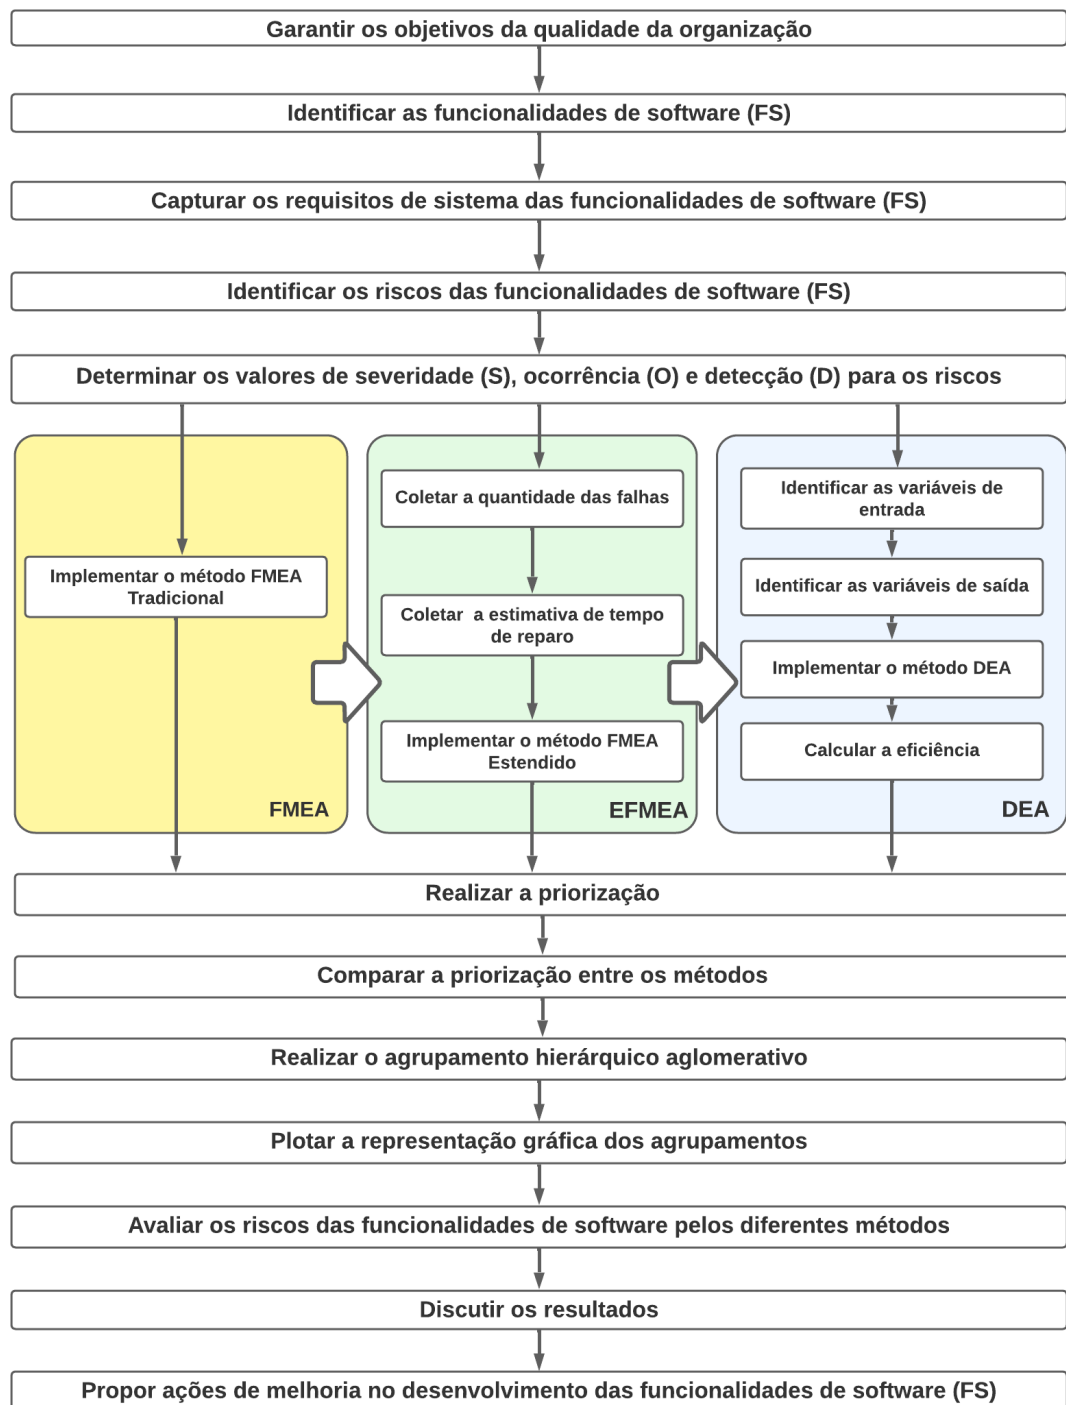 Garantir os objetivos da qualidade da organização
Identificar as funcionalidades de software (FS)
Capturar os requisitos de sistema das funcionalidades de software (FS)
Identificar os riscos das funcionalidades de software (FS)
Determinar os valores de severidade (S), ocorrência (O) e detecção (D) para os riscos
Implementar o método FMEA
Tradicional
FMEA
Coletar a quantidade das falhas
Coletar a estimativa de tempo
de reparo
Implementar o método FMEA
Estendido
EFMEA
Identificar as variáveis de
entrada
Identificar as variáveis de saída
Implementar o método DEA
Calcular a eficiência
DEA
Realizar a priorização
Comparar a priorização entre os métodos
Realizar o agrupamento hierárquico aglomerativo
Plotar a representação gráfica dos agrupamentos
Avaliar os riscos das funcionalidades de software pelos diferentes métodos
Discutir os resultados
Propor ações de melhoria no desenvolvimento das funcionalidades de software (FS)